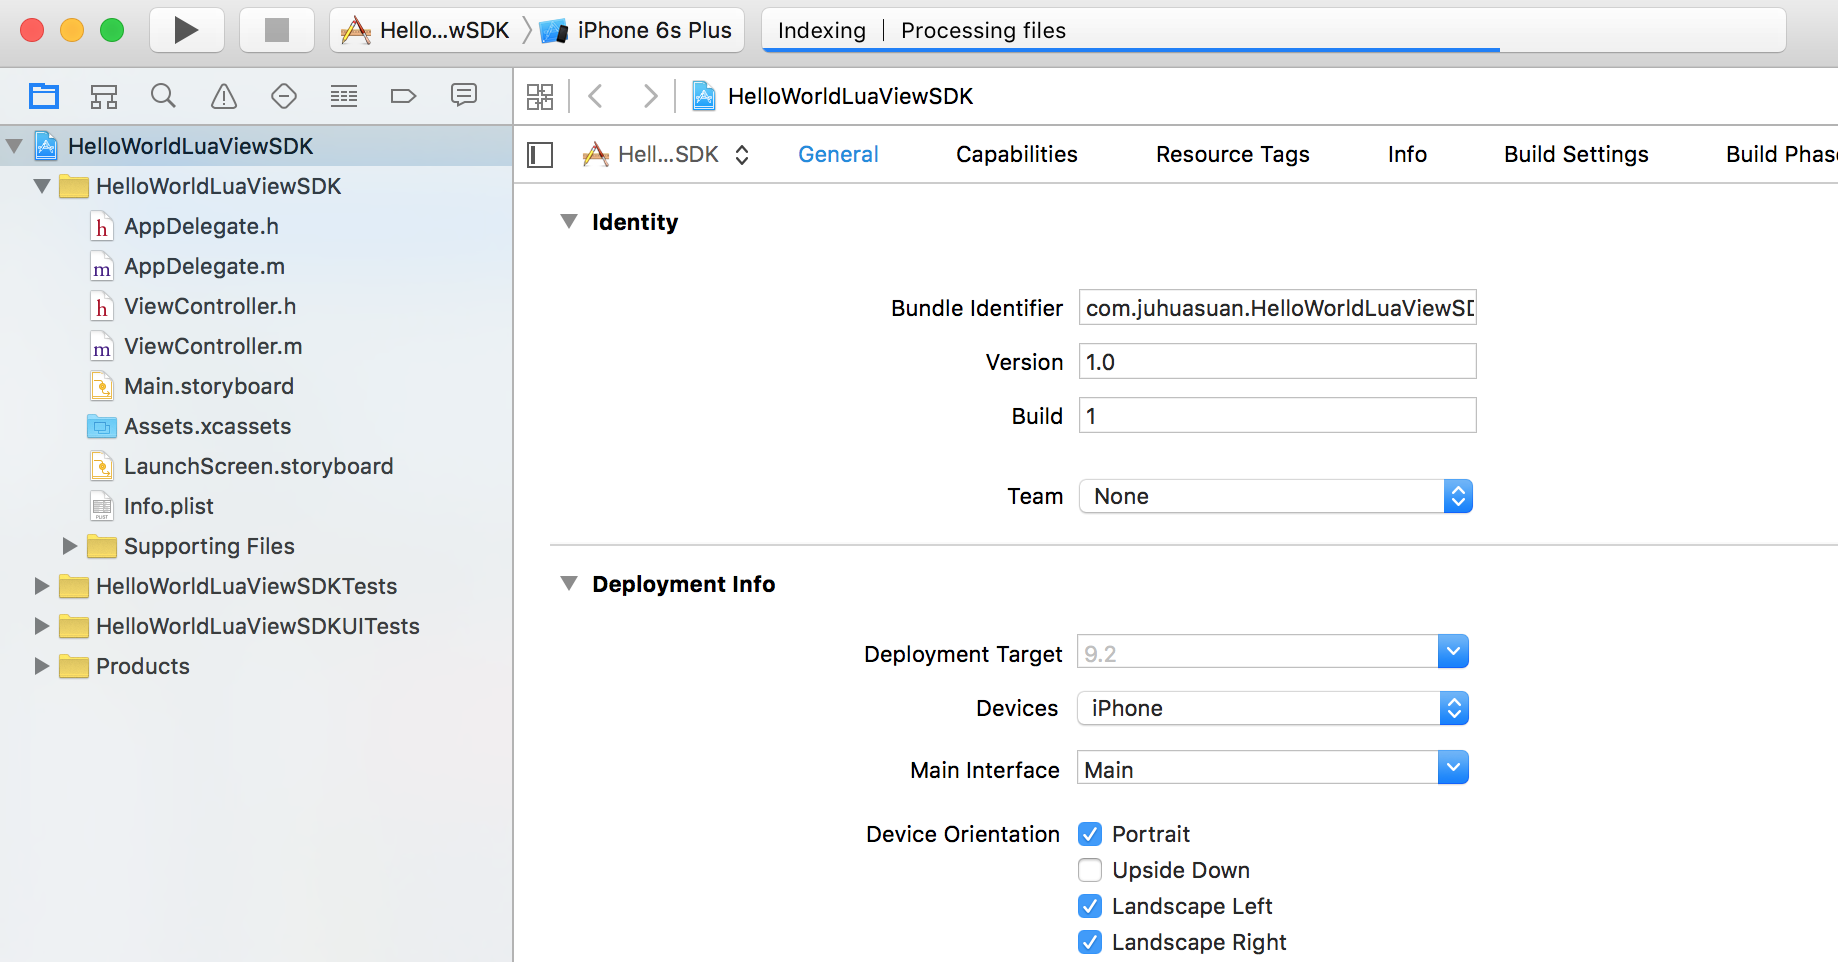 Hello...wSDK
iPhone 6s Plus
Indexing | Processing files
HelloWorldLuaViewSDK
HelloWorldLuaViewSDK
AppDelegate.h
AppDelegate.m
ViewController.h
ViewController.m
Main.storyboard
Assets.xcassets
LaunchScreen.storyboard
Info.plist
Supporting Files
HelloWorldLuaViewSDKTests
HelloWorldLuaViewSDKUITests
Products
HelloWorldLuaViewSDK
Hell...SDK
General
Capabilities
Resource Tags
Info
Build Settings
Build Phase
Identity
Bundle Identifier com.juhuasuan.HelloWorldLuaViewSD
Version 1.0
Build 1
Team None
Deployment Info
Deployment Target 9.2
Devices iPhone
Main Interface Main
Device Orientation Portrait
Upside Down
Landscape Left
Landscape Right